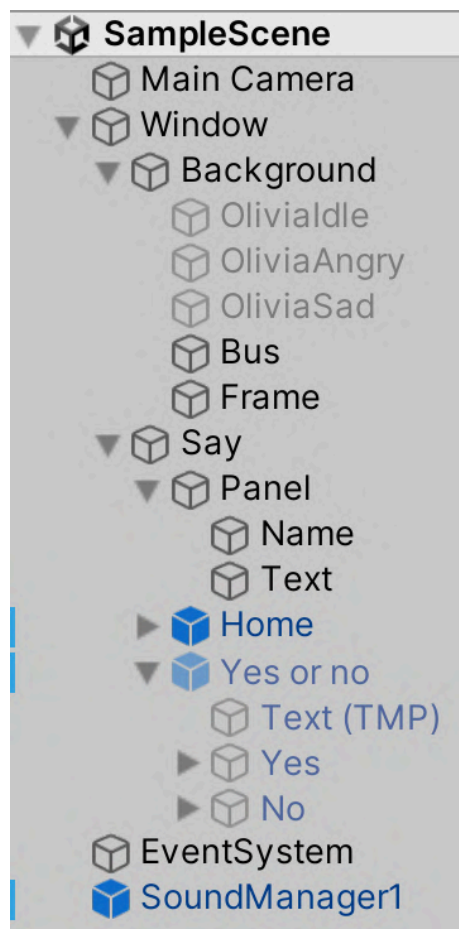 SampleScene
Main Camera
Window
Background
OliviaIdle
OliviaAngry
OliviaSad
Bus
Frame
Say
Panel
Name
Text
Home
Yes or no
Text (TMP)
Yes
No
EventSystem
SoundManager1